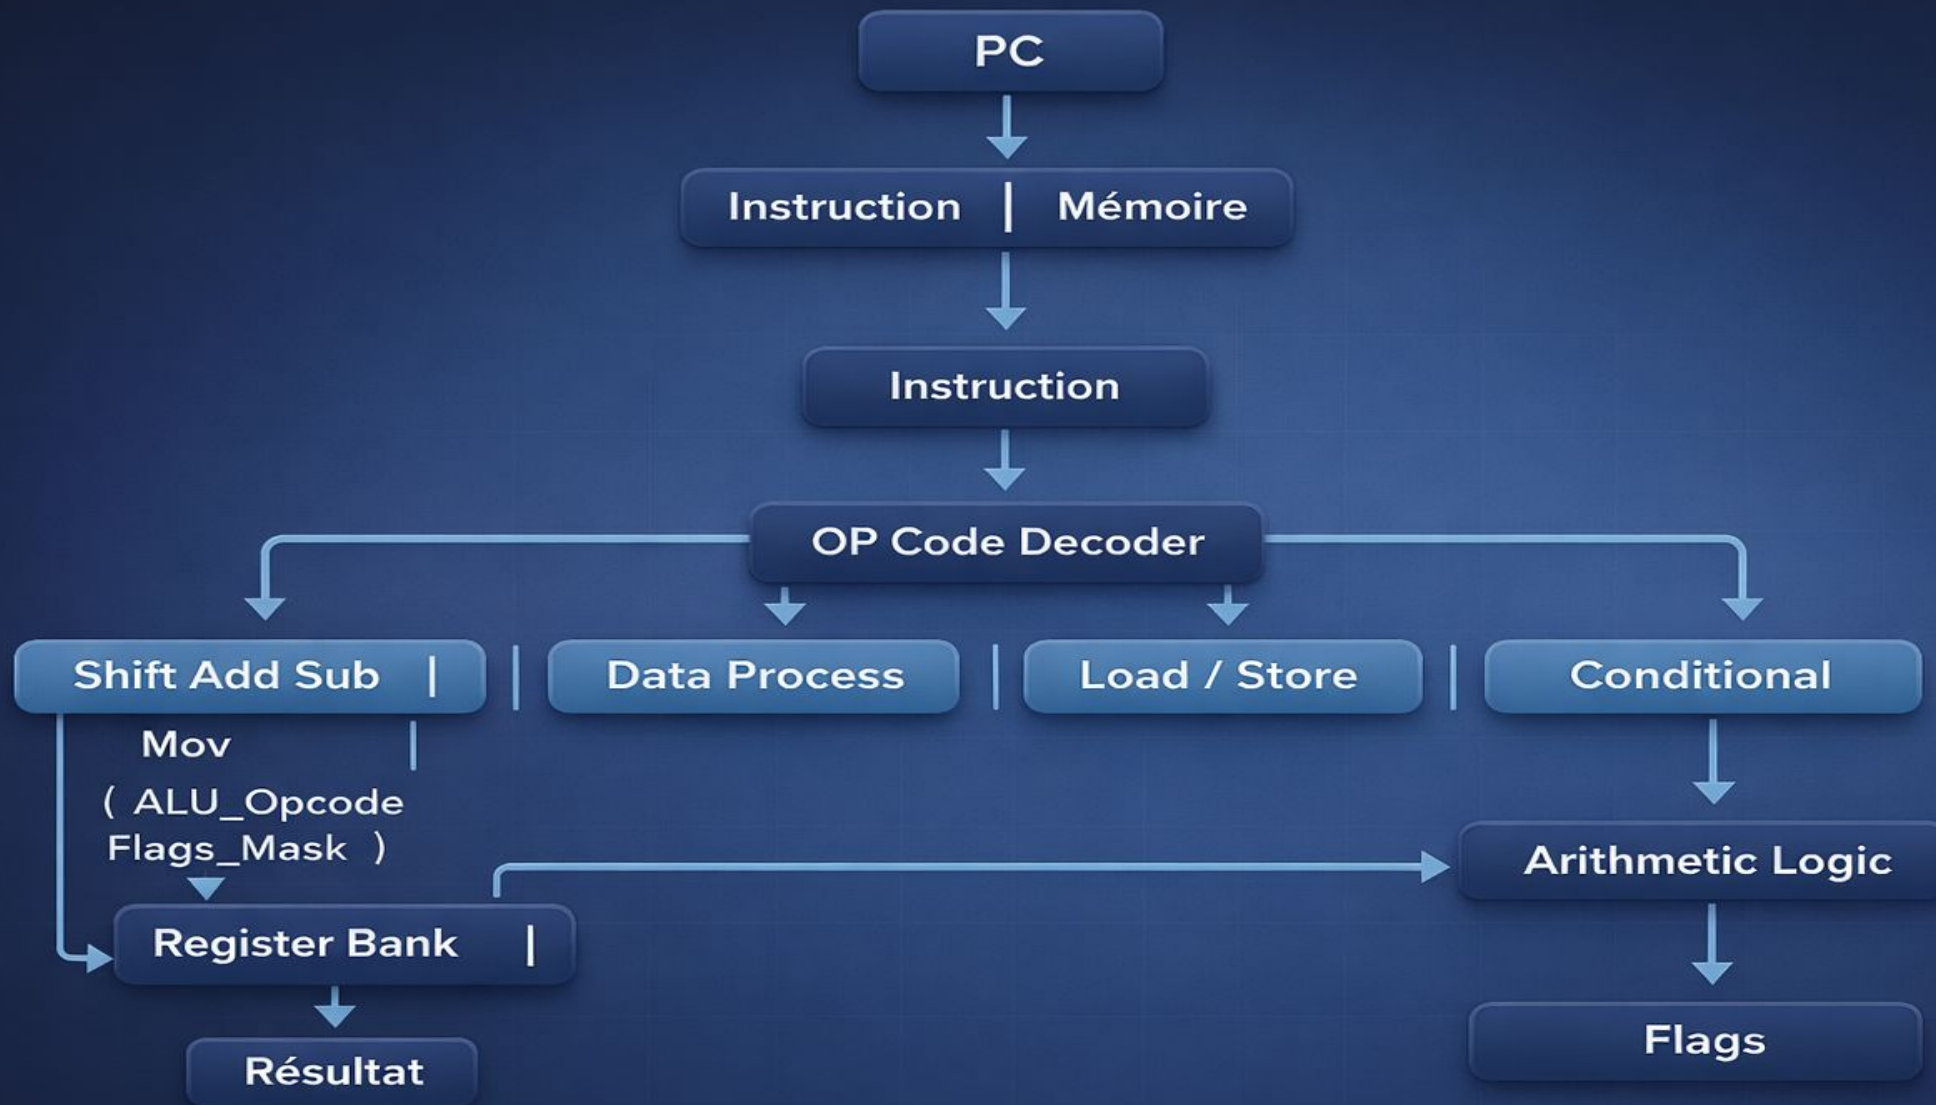 PC
Instruction | Mémoire
Instruction
OP Code Decoder
Shift Add Sub |
Data Process
Load / Store
Conditional
Mov
( ALU_Opcode
Flags_Mask )
Arithmetic Logic
Register Bank |
Flags
Résultat